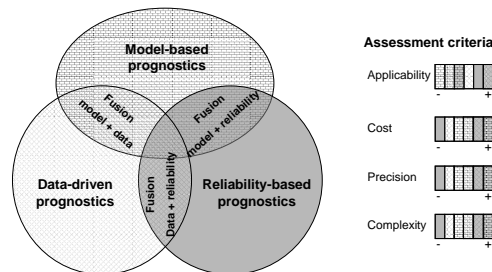 Model-based
prognostics
Fusion
model + data
Fusion
model + reliability
Data-driven
prognostics
Fusion
Data + reliability
Reliability-based
prognostics
Assessment criteria
Applicability
- +
Cost
- +
Precision
- +
Complexity
- +